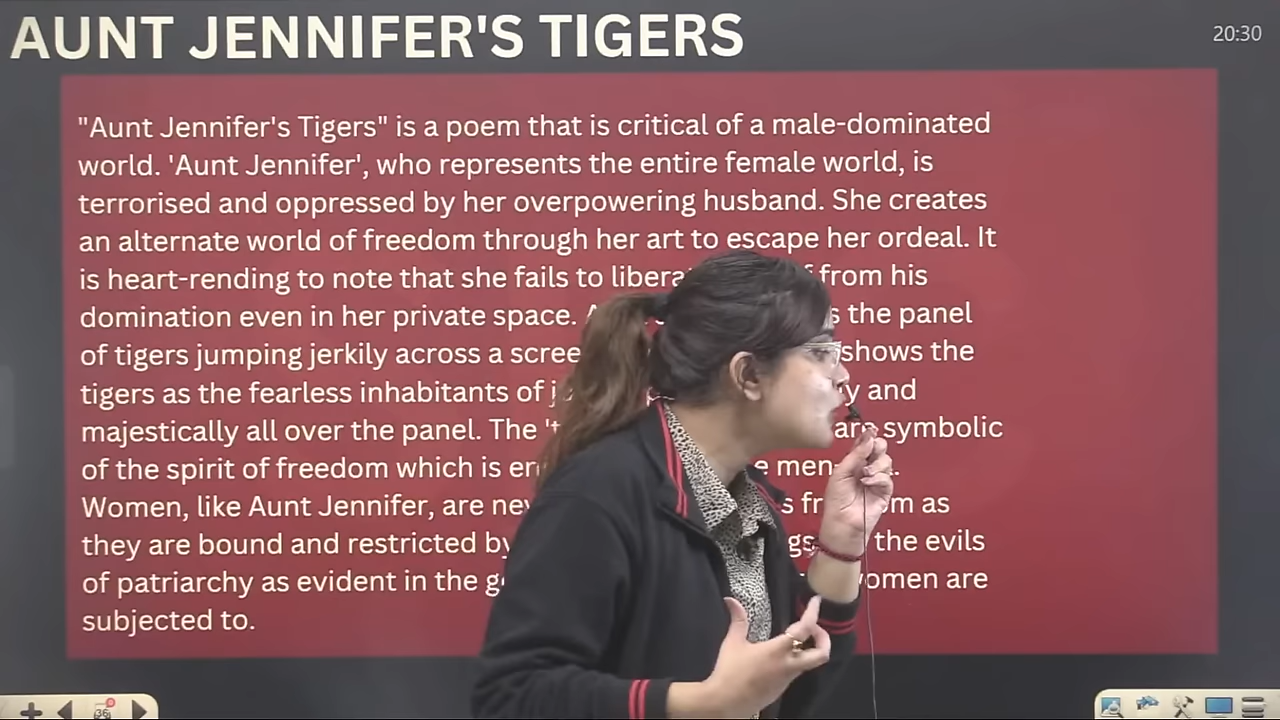 AUNT JENNIFER'S TIGERS
20:30
"Aunt Jennifer's Tigers" is a poem that is critical of a male-dominated
world. 'Aunt Jennifer', who represents the entire female world, is
terrorised and oppressed by her overpowering husband. She creates
an alternate world of freedom through her art to escape her ordeal. It
is heart-rending to note that she fails to from his
domination even in her private space. the panel
of tigers jumping jerkily across a shows the
tigers as the fearless inhabitants of and
majestically all over the panel. The are symbolic
of the spirit of freedom which is
Women, like Aunt Jennifer, are as
they are bound and restricted by the evils
of patriarchy as evident in the women are
subjected to.